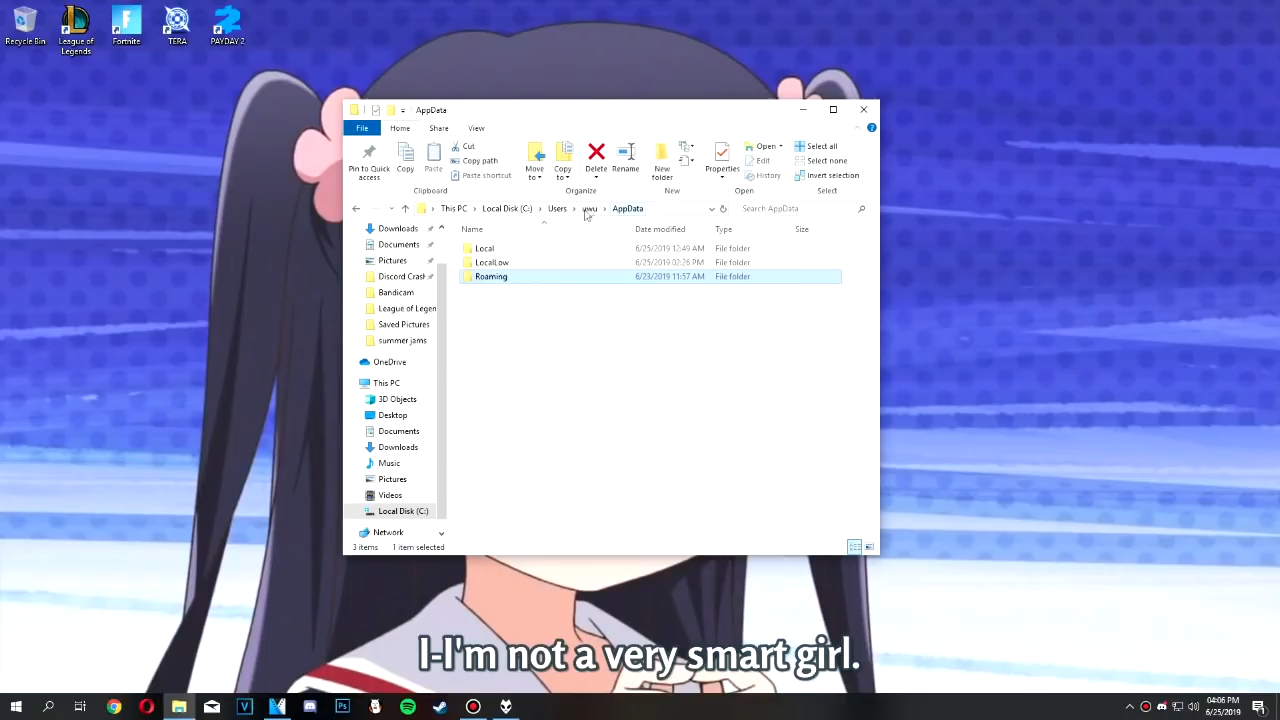 Recycle Bin
League of
Legends
Fortnite
TERA
PAYDAY 2
AppData
File
Home
Share
View
Pin to Quick
access
Copy
Paste
Cut
Copy path
Paste shortcut
Clipboard
Move
to
Copy
to
Delete
Rename
Organize
New
folder
New
Properties
Open
Edit
History
Open
Select all
Select none
Invert selection
Select
This PC
Local Disk (C:)
Users
AppData
Search AppData
Name
Date modified
Type
Size
Local
6/25/2019 12:49 AM
File folder
LocalLow
6/25/2019 02:26 PM
File folder
Roaming
6/23/2019 11:57 AM
File folder
Downloads
Documents
Pictures
Discord Crash
Bandicam
League of Legen
Saved Pictures
summer jams
OneDrive
This PC
3D Objects
Desktop
Documents
Downloads
Music
Pictures
Videos
Local Disk (C:)
Network
3 items
1 item selected
I-I'm not a very smart girl.
04:06 PM
6/25/2019